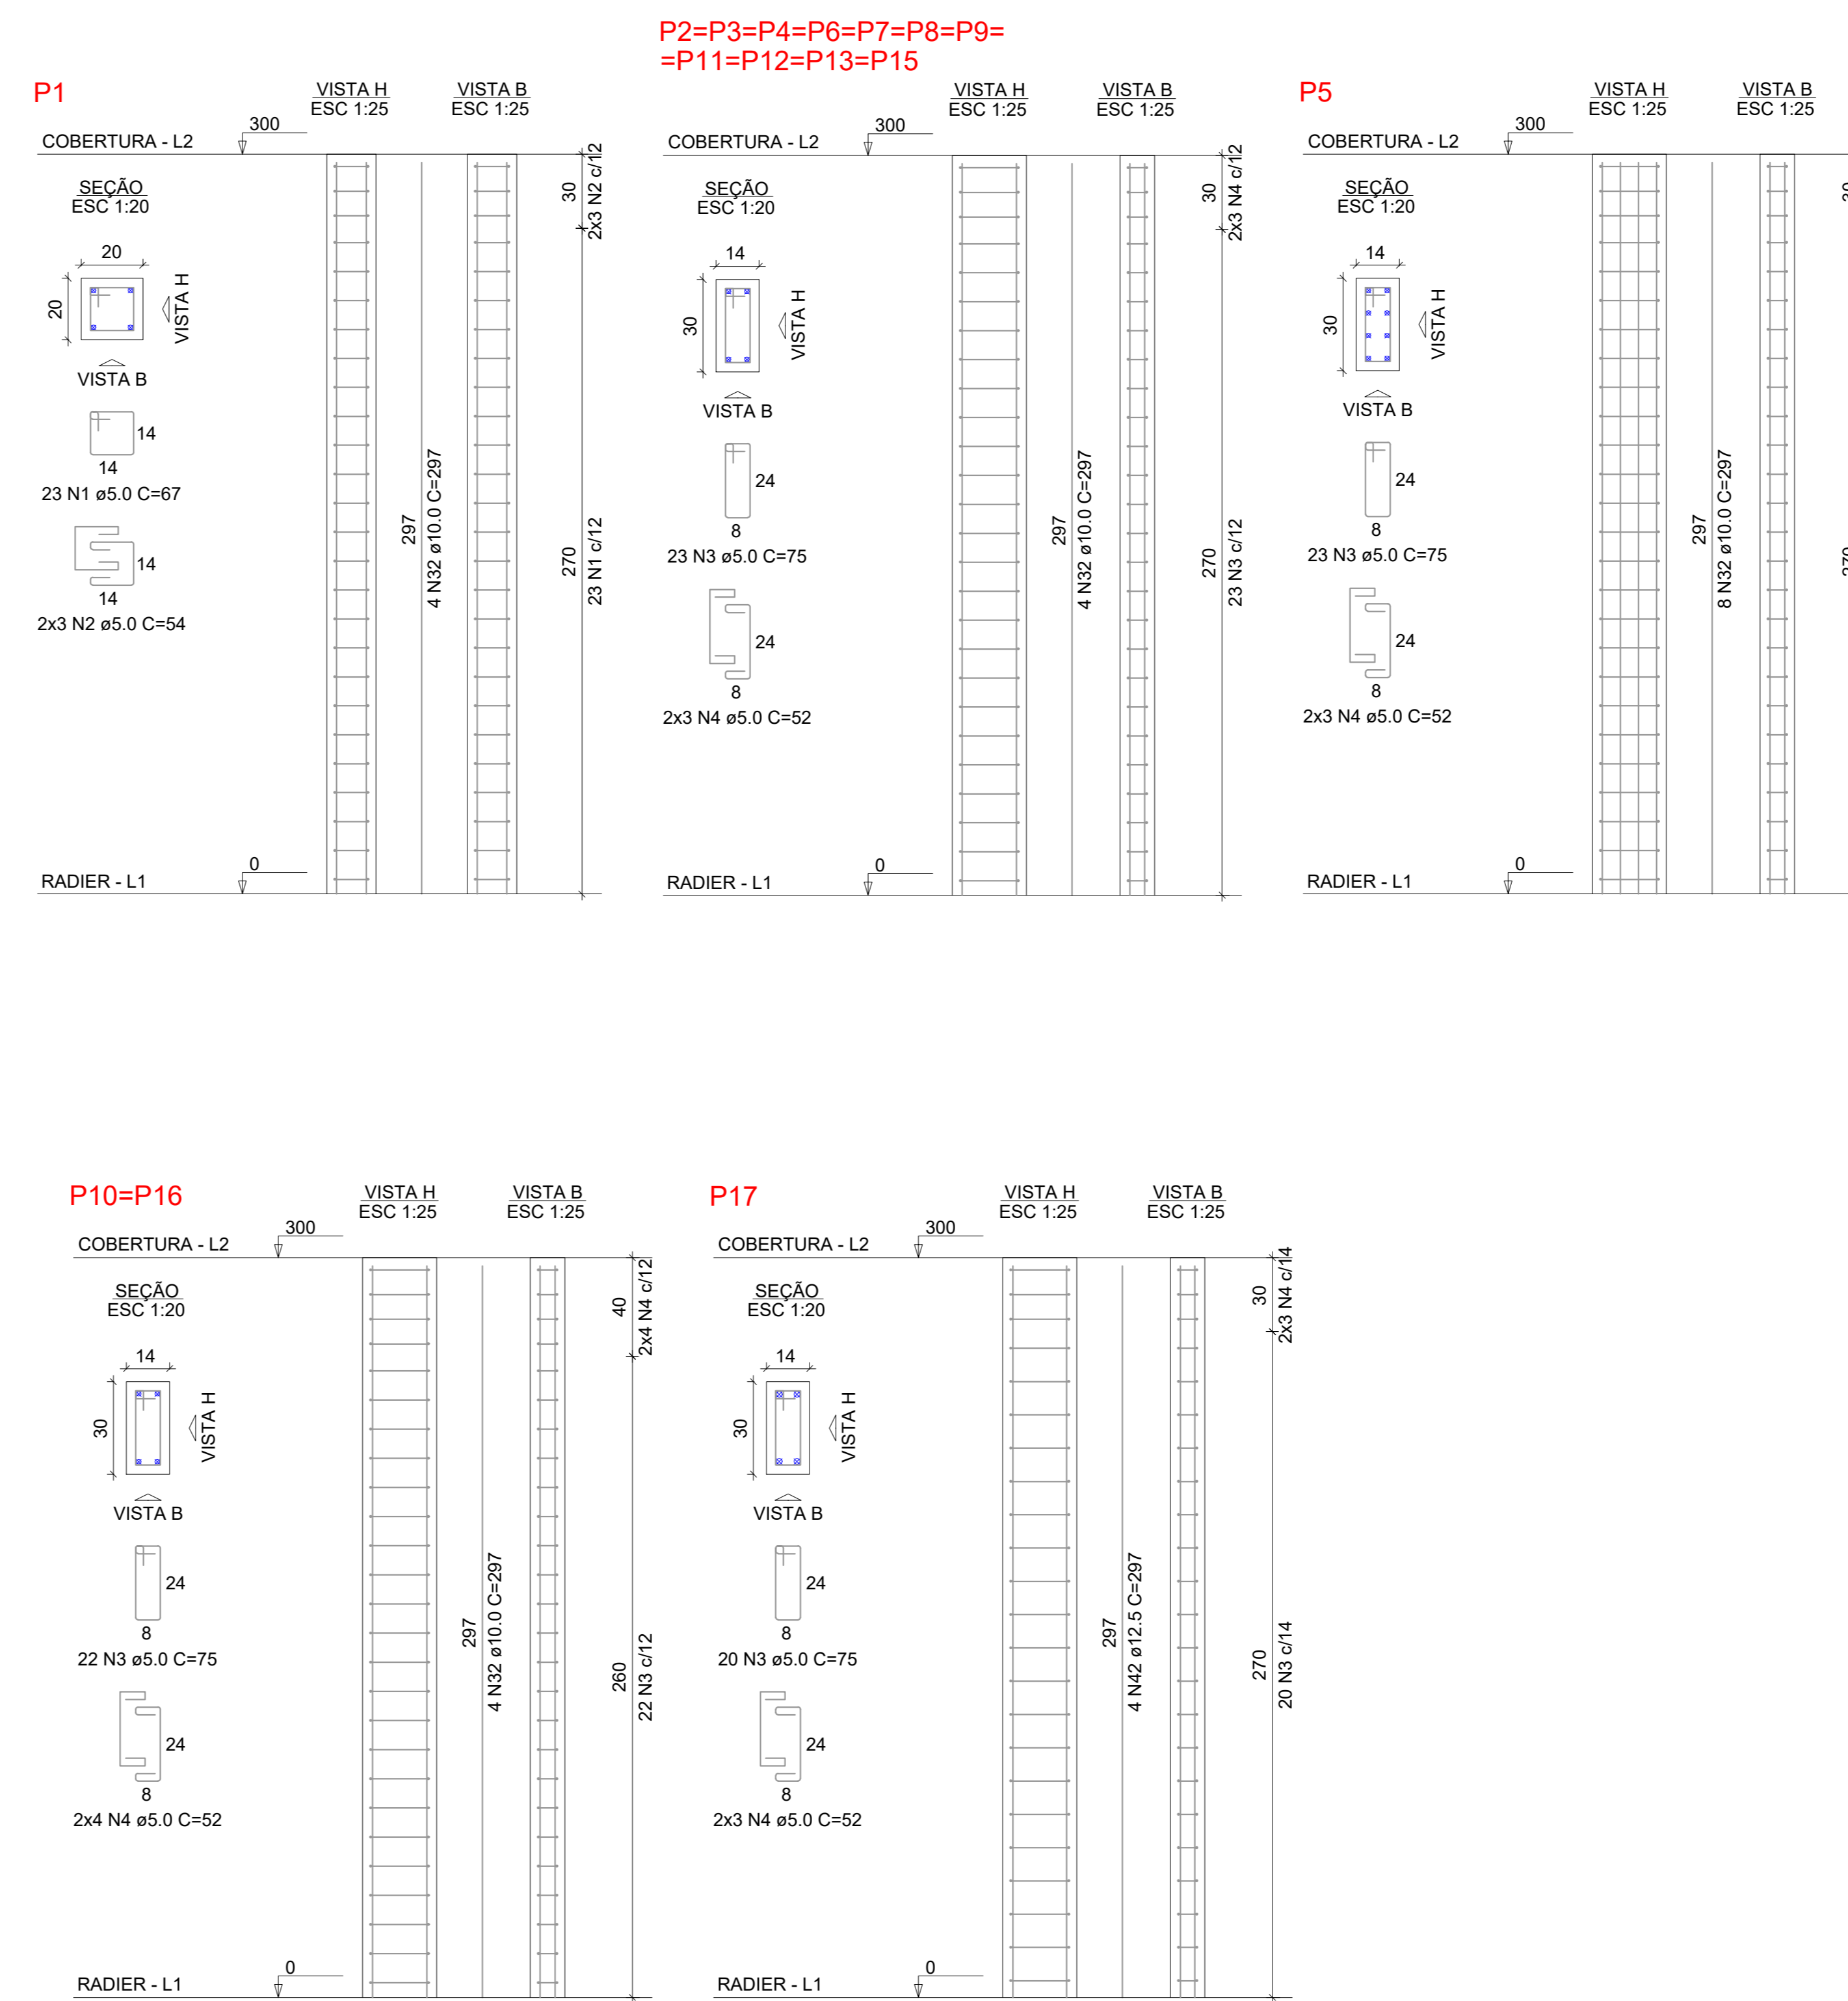 P1
VISTA H
ESC 1:25
VISTA B
ESC 1:25
COBERTURA - L2
300
SEÇÃO
ESC 1:20
20
20
VISTA H
VISTA B
14
14
23 N1 ø5.0 C=67
14
14
2x3 N2 ø5.0 C=54
297
4 N32 ø10.0 C=297
30
2x3 N2 c/12
270
23 N1 c/12
RADIER - L1
0
P2=P3=P4=P6=P7=P8=P9=
=P11=P12=P13=P15
VISTA H
ESC 1:25
VISTA B
ESC 1:25
COBERTURA - L2
300
SEÇÃO
ESC 1:20
14
30
VISTA H
VISTA B
24
8
23 N3 ø5.0 C=75
24
8
2x3 N4 ø5.0 C=52
297
4 N32 ø10.0 C=297
30
2x3 N4 c/12
270
23 N3 c/12
RADIER - L1
0
P5
VISTA H
ESC 1:25
VISTA B
ESC 1:25
COBERTURA - L2
300
SEÇÃO
ESC 1:20
14
30
VISTA H
VISTA B
24
8
23 N3 ø5.0 C=75
24
8
2x3 N4 ø5.0 C=52
297
8 N32 ø10.0 C=297
30
270
RADIER - L1
0
P10=P16
VISTA H
ESC 1:25
VISTA B
ESC 1:25
COBERTURA - L2
300
SEÇÃO
ESC 1:20
14
30
VISTA H
VISTA B
24
8
22 N3 ø5.0 C=75
24
8
2x4 N4 ø5.0 C=52
297
4 N32 ø10.0 C=297
40
2x4 N4 c/12
260
22 N3 c/12
RADIER - L1
0
P17
VISTA H
ESC 1:25
VISTA B
ESC 1:25
COBERTURA - L2
300
SEÇÃO
ESC 1:20
14
30
VISTA H
VISTA B
24
8
20 N3 ø5.0 C=75
24
8
2x3 N4 ø5.0 C=52
297
4 N42 ø12.5 C=297
30
2x3 N4 c/14
270
20 N3 c/14
RADIER - L1
0